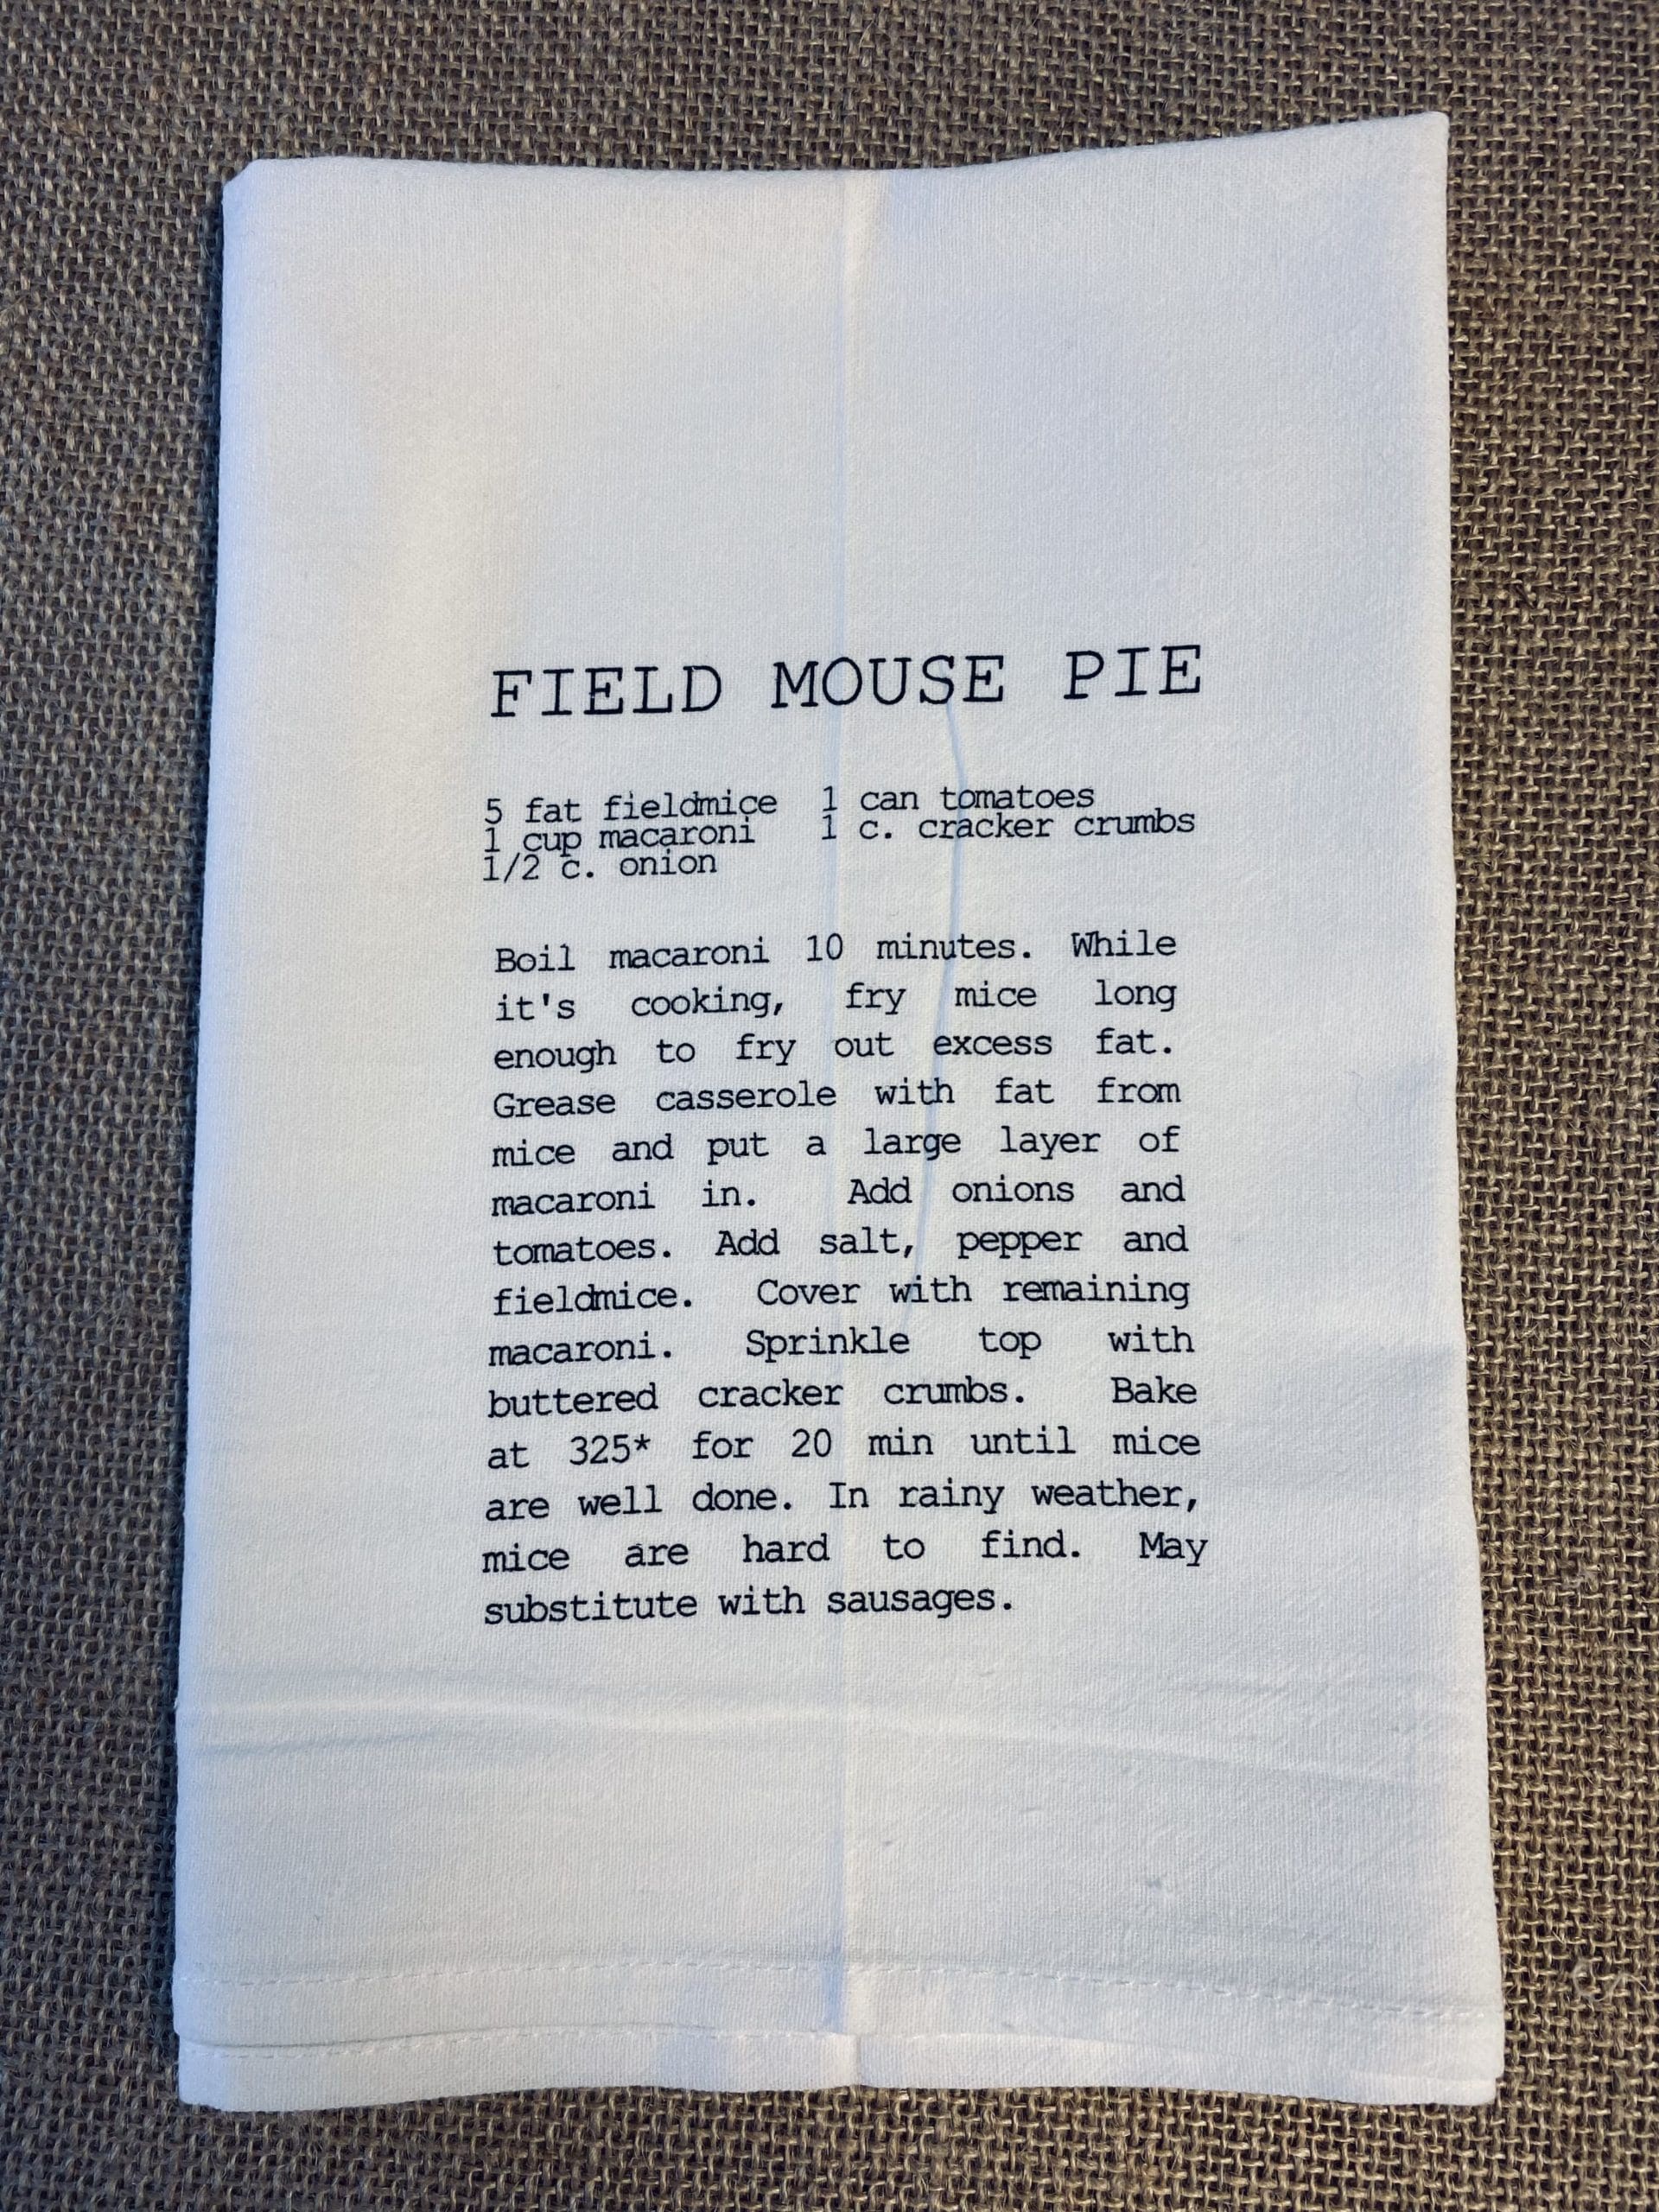 FIELD MOUSE PIE
5 fat fieldmice 1 can tomatoes
1 cup macaroni 1 c. cracker crumbs
1/2 c. onion
Boil macaroni 10 minutes. While
it's cooking, fry mice long
enough to fry out excess fat.
Grease casserole with fat from
mice and put a large layer of
macaroni in. Add onions and
tomatoes. Add salt, pepper and
fieldmice. Cover with remaining
macaroni. Sprinkle top with
buttered cracker crumbs. Bake
at 325* for 20 min until mice
are well done. In rainy weather,
mice are hard to find. May
substitute with sausages.